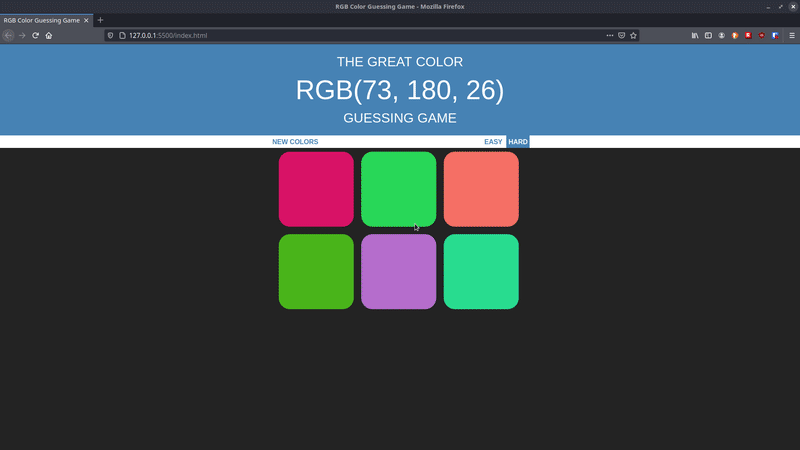 RGB Color Guessing Game - Mozilla Firefox
RGB Color Guessing Game
127.0.0.1:5500/index.html
THE GREAT COLOR
RGB(73, 180, 26)
GUESSING GAME
NEW COLORS EASY HARD